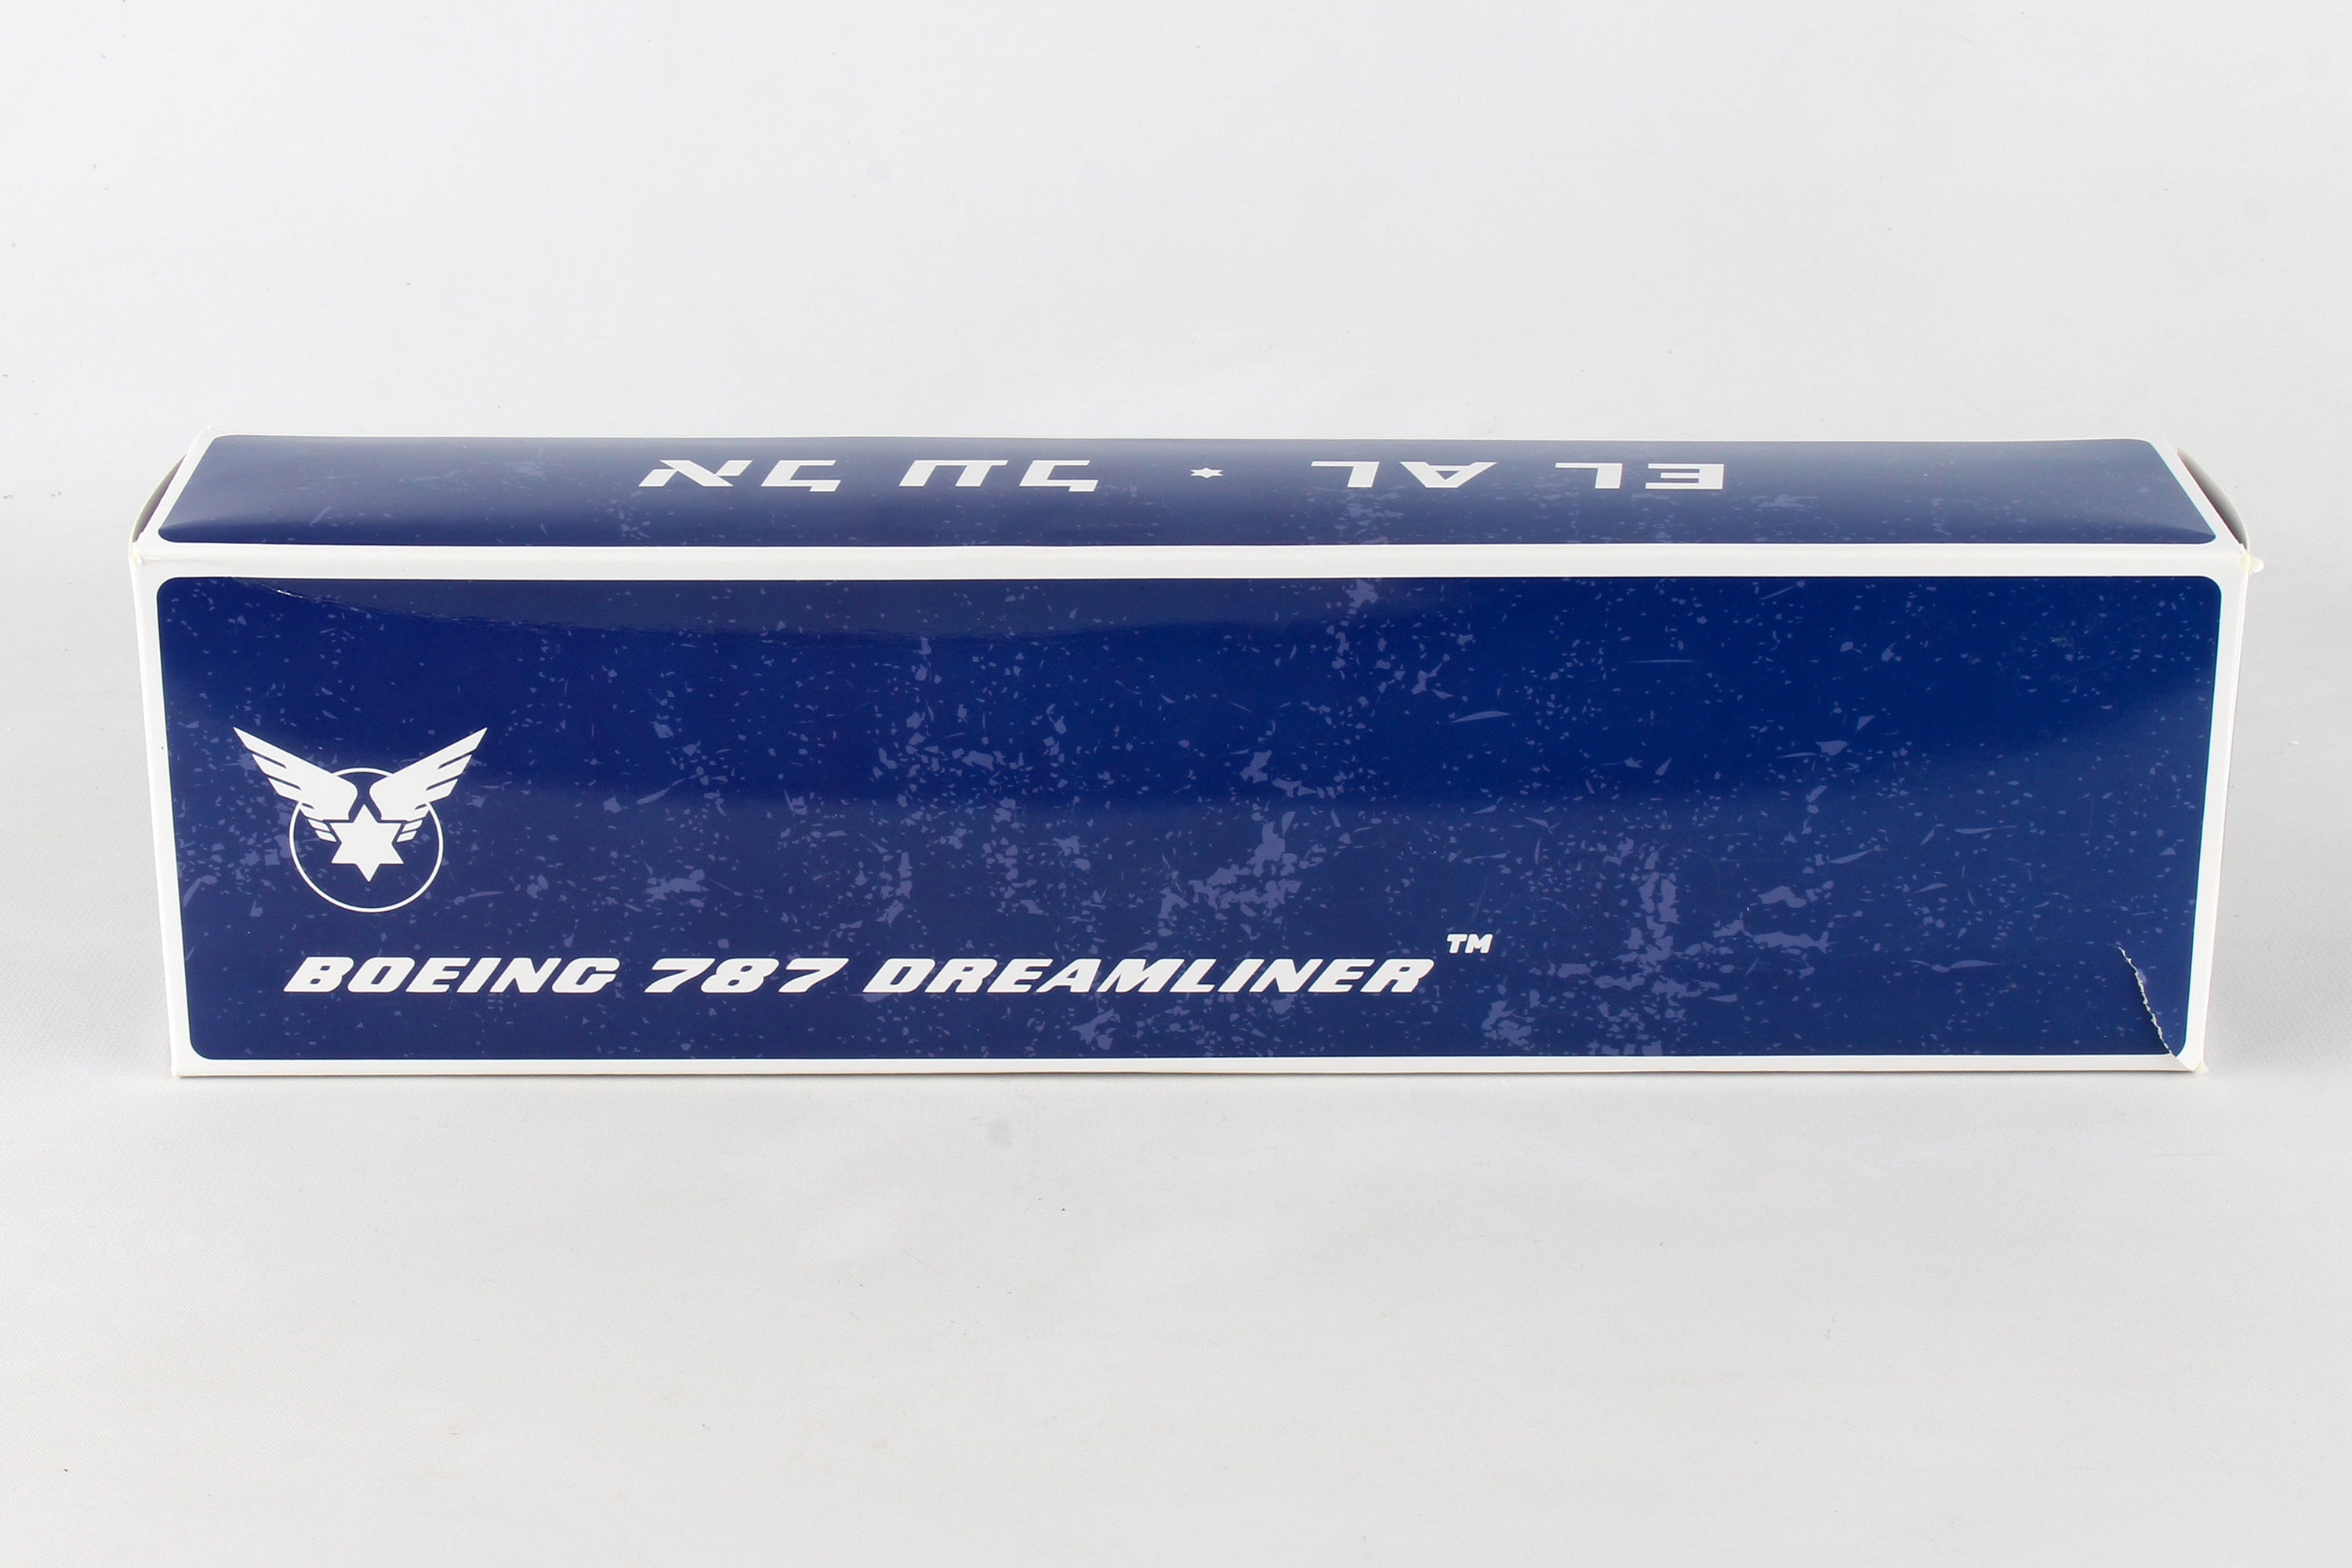 EL AL ✶ אל על
BOEING 787 DREAMLINER™